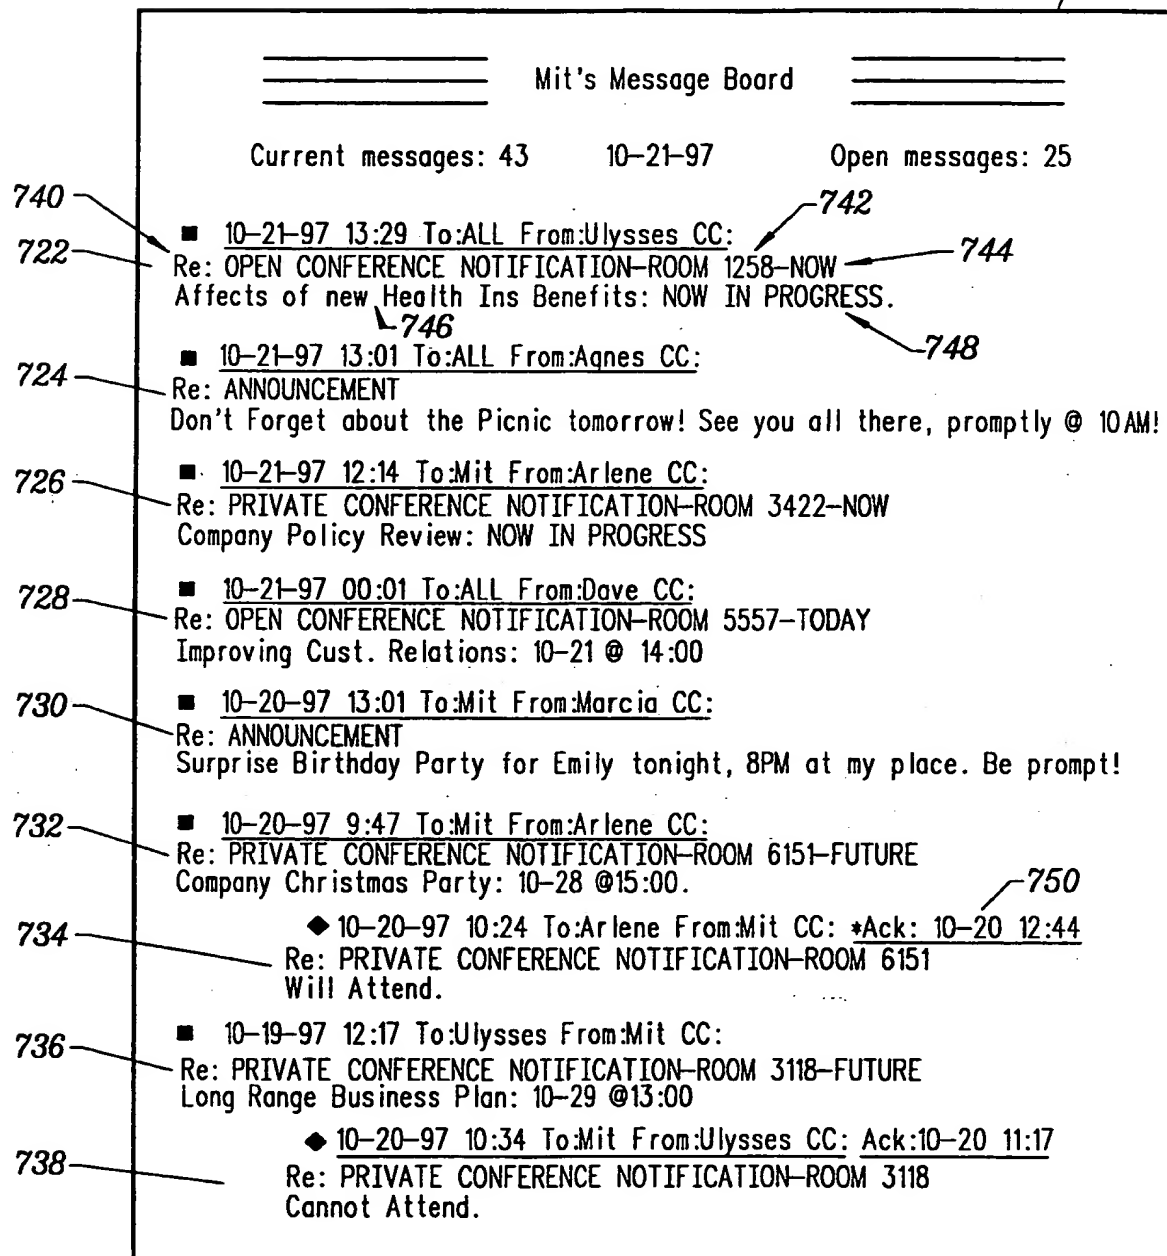 Mit's Message Board
Current messages: 43 10-21-97 Open messages: 25
740
742
■ 10-21-97 13:29 To:ALL From:Ulysses CC:
722 Re: OPEN CONFERENCE NOTIFICATION-ROOM 1258-NOW 744
Affects of new Health Ins Benefits: NOW IN PROGRESS.
746
748
■ 10-21-97 13:01 To:ALL From:Agnes CC:
724 Re: ANNOUNCEMENT
Don't Forget about the Picnic tomorrow! See you all there, promptly @ 10AM!
■ 10-21-97 12:14 To:Mit From:Arlene CC:
726 Re: PRIVATE CONFERENCE NOTIFICATION-ROOM 3422-NOW
Company Policy Review: NOW IN PROGRESS
■ 10-21-97 00:01 To:ALL From:Dave CC:
728 Re: OPEN CONFERENCE NOTIFICATION-ROOM 5557-TODAY
Improving Cust. Relations: 10-21 @ 14:00
■ 10-20-97 13:01 To:Mit From:Marcia CC:
730 Re: ANNOUNCEMENT
Surprise Birthday Party for Emily tonight, 8PM at my place. Be prompt!
■ 10-20-97 9:47 To:Mit From:Arlene CC:
732 Re: PRIVATE CONFERENCE NOTIFICATION-ROOM 6151-FUTURE
Company Christmas Party: 10-28 @15:00.
750
◆ 10-20-97 10:24 To:Arlene From:Mit CC: *Ack: 10-20 12:44
734 Re: PRIVATE CONFERENCE NOTIFICATION-ROOM 6151
Will Attend.
■ 10-19-97 12:17 To:Ulysses From:Mit CC:
736 Re: PRIVATE CONFERENCE NOTIFICATION-ROOM 3118-FUTURE
Long Range Business Plan: 10-29 @13:00
◆ 10-20-97 10:34 To:Mit From:Ulysses CC: Ack:10-20 11:17
738 Re: PRIVATE CONFERENCE NOTIFICATION-ROOM 3118
Cannot Attend.